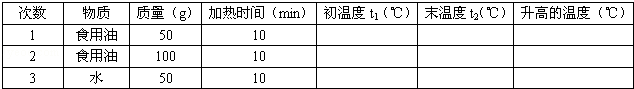 次数 物质 质量（g） 加热时间（min） 初温度 t₁（℃） 末温度 t₂(℃) 升高的温度（℃）
1 食用油 50 10
2 食用油 100 10
3 水 50 10